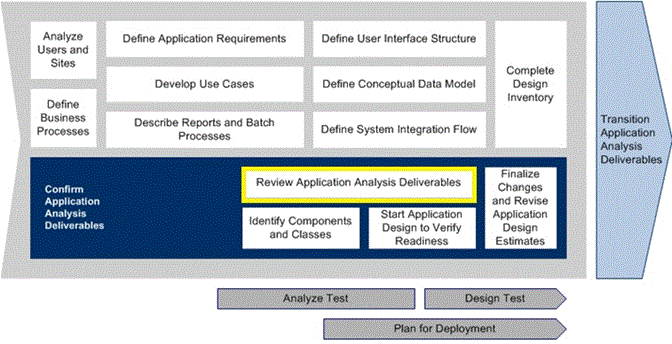 Analyze
Users and
Sites
Define Application Requirements
Define User Interface Structure
Develop Use Cases
Define Conceptual Data Model
Complete
Design
Inventory
Define
Business
Processes
Describe Reports and Batch
Processes
Define System Integration Flow
Transition
Application
Analysis
Deliverables
Confirm
Application
Analysis
Deliverables
Review Application Analysis Deliverables
Identify Components
and Classes
Start Application
Design to Verify
Readiness
Finalize
Changes
and Revise
Application
Design
Estimates
Analyze Test
Design Test
Plan for Deployment